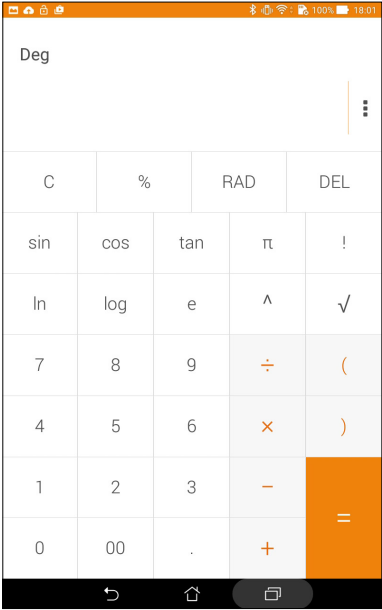 100% 18:01
Deg
C % RAD DEL
sin cos tan π !
ln log e ^ √
7 8 9 ÷ (
4 5 6 × )
1 2 3 −
=
0 00 . +